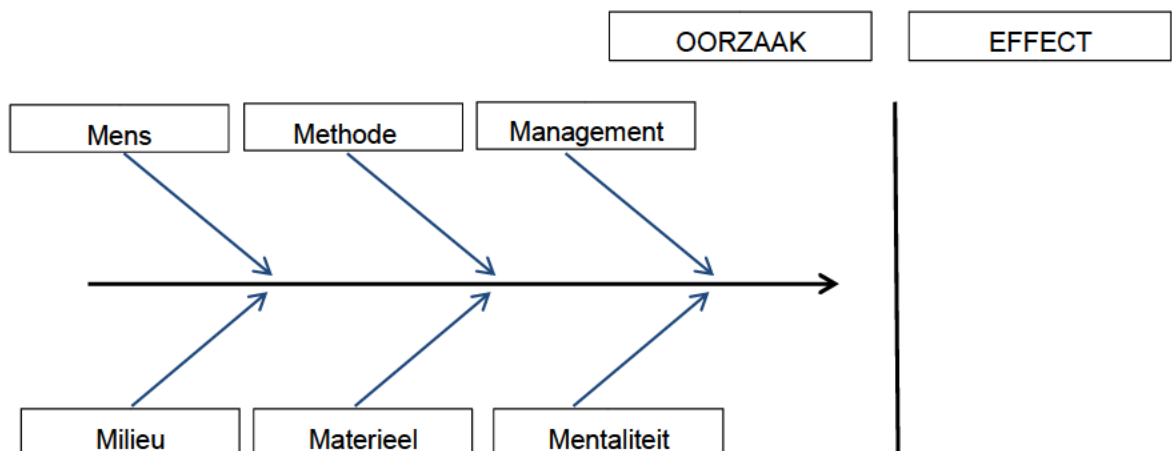 OORZAAK
EFFECT
Mens
Methode
Management
Milieu
Materieel
Mentaliteit